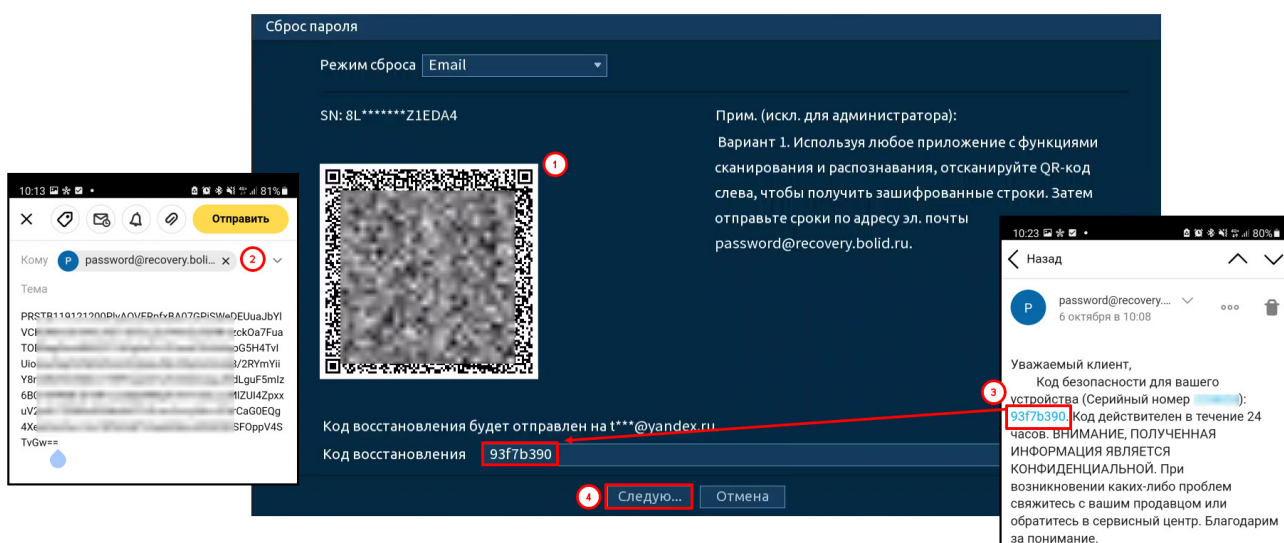 Сброс пароля
Режим сброса Email
SN: 8L*******Z1EDA4
1
Прим. (искл. для администратора):
Вариант 1. Используя любое приложение с функциями
сканирования и распознавания, отсканируйте QR-код
слева, чтобы получить зашифрованные строки. Затем
отправьте сроки по адресу эл. почты
password@recovery.bolid.ru.
Код восстановления будет отправлен на t***@yandex.ru
Код восстановления 93f7b390
4 Следую... Отмена
10:13 81%
Отправить
Кому P password@recovery.boli... x 2
Тема
VC
zckOa7Fua
TO
G5H4TvI
Uio
/2RYmYii
Y8r
dLguF5mlz
6B0
MlZUI4Zpxx
uV2
CaG0EQg
4Xe
SFOppV4S
TvGw==
10:23 80%
Назад
P password@recovery....
6 октября в 10:08
Уважаемый клиент,
Код безопасности для вашего
3
устройства (Серийный номер ):
93f7b390. Код действителен в течение 24
часов. ВНИМАНИЕ, ПОЛУЧЕННАЯ
ИНФОРМАЦИЯ ЯВЛЯЕТСЯ
КОНФИДЕНЦИАЛЬНОЙ. При
возникновении каких-либо проблем
свяжитесь с вашим продавцом или
обратитесь в сервисный центр. Благодарим
за понимание.